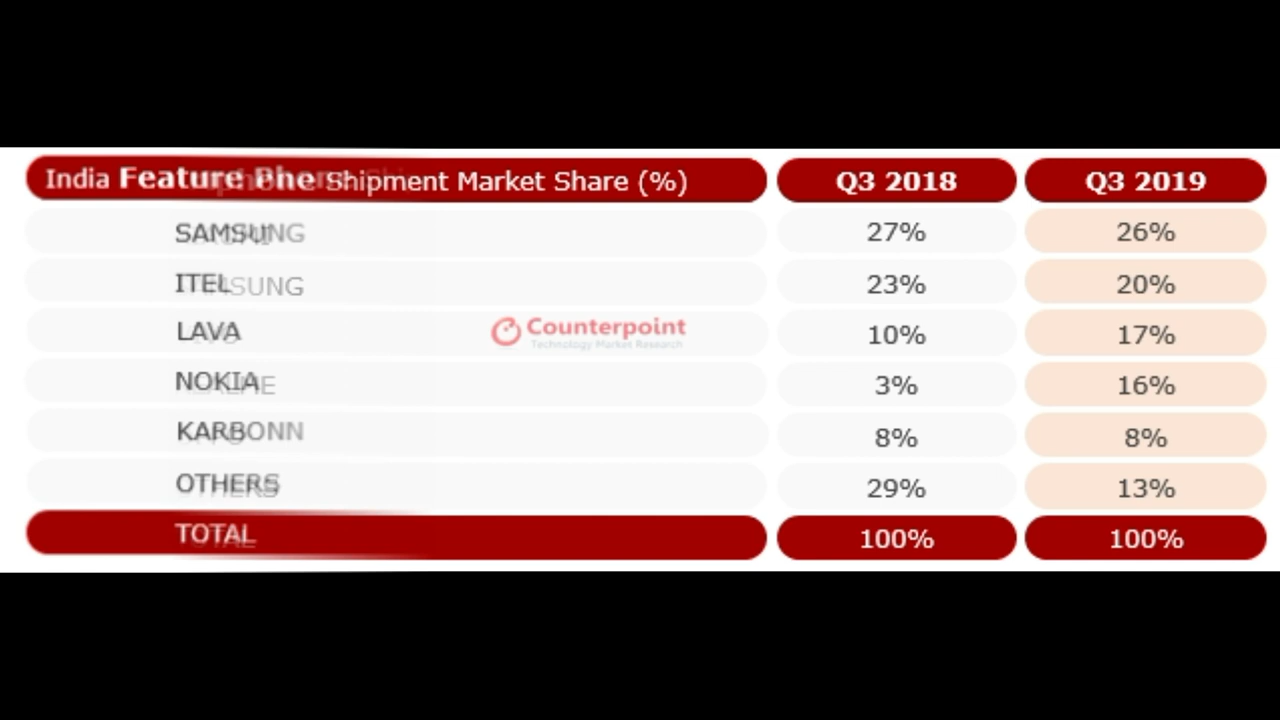 India Feature Shipment Market Share (%) Q3 2018 Q3 2019
SAMSUNG 27% 26%
ITEL 23% 20%
LAVA 10% 17%
NOKIA 3% 16%
KARBONN 8% 8%
OTHERS 29% 13%
TOTAL 100% 100%
Counterpoint
Technology Market Research